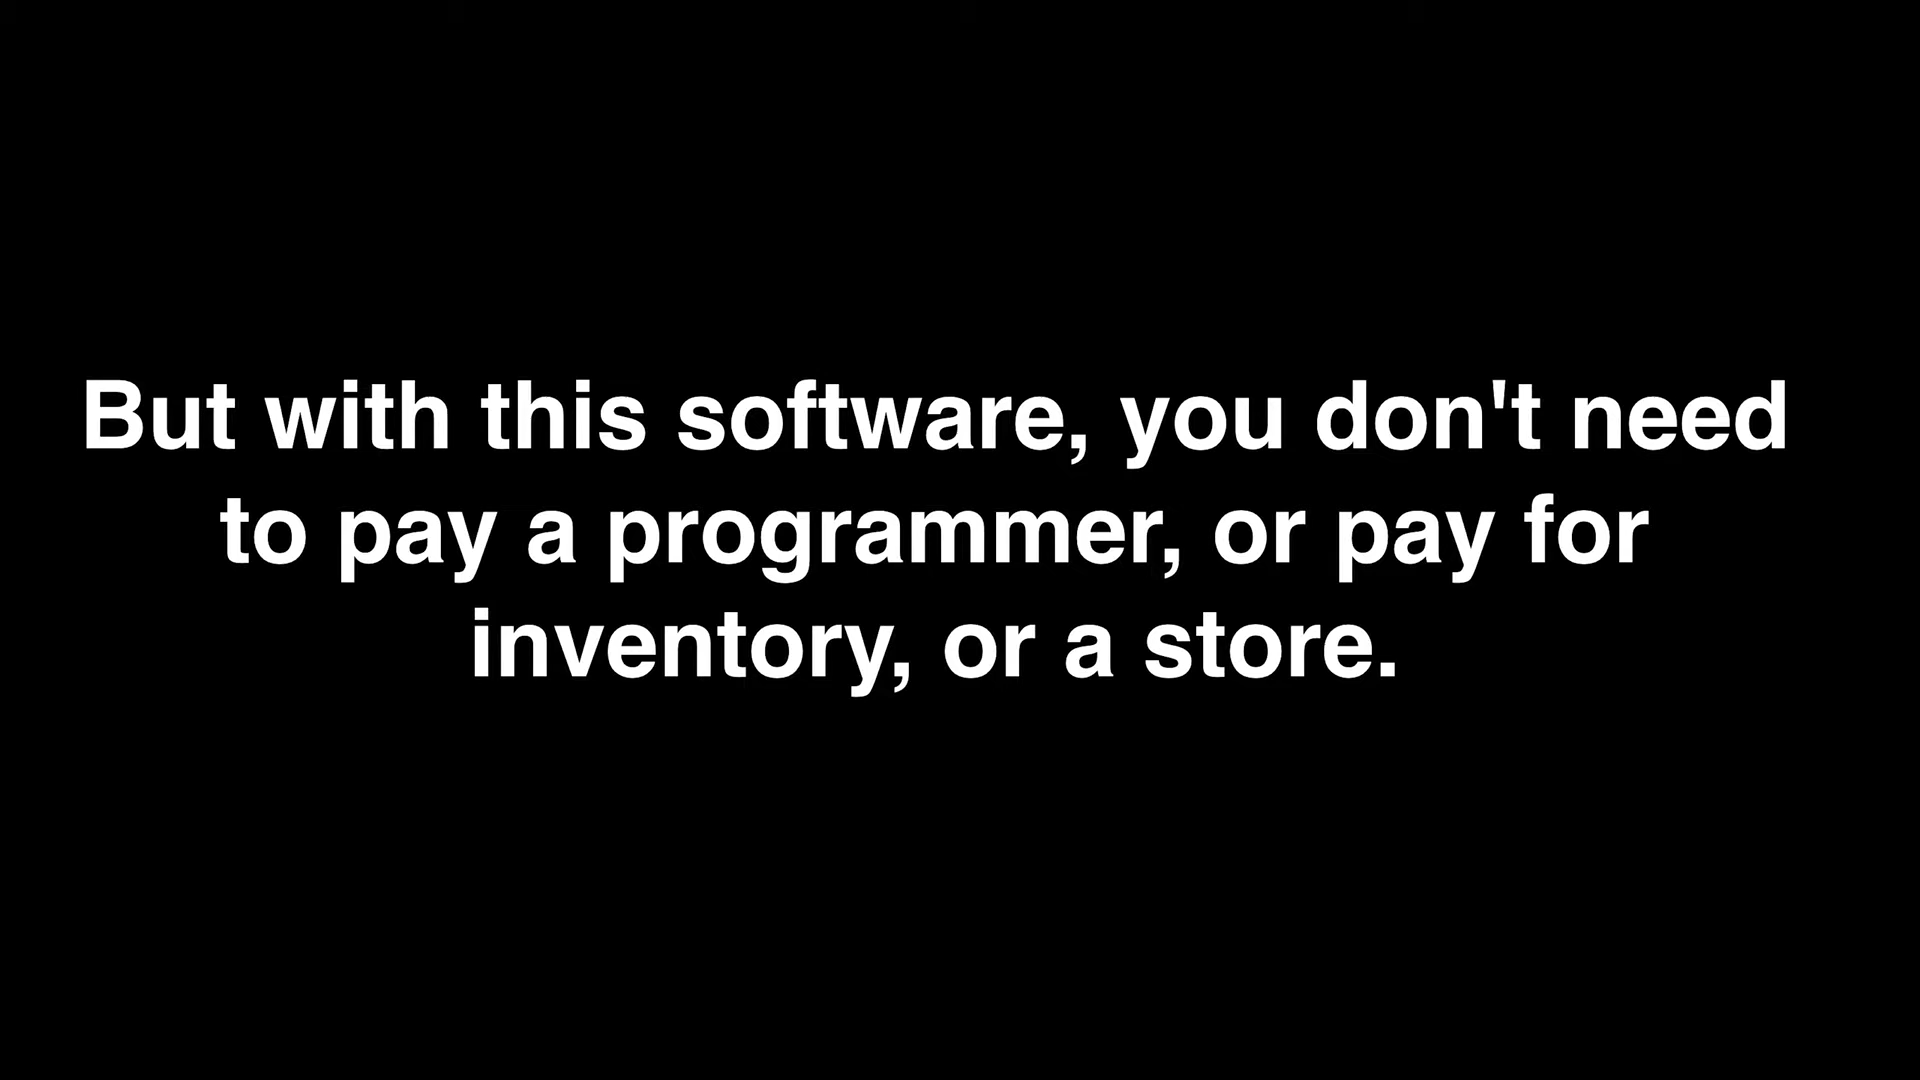 But with this software, you don't need
to pay a programmer, or pay for
inventory, or a store.